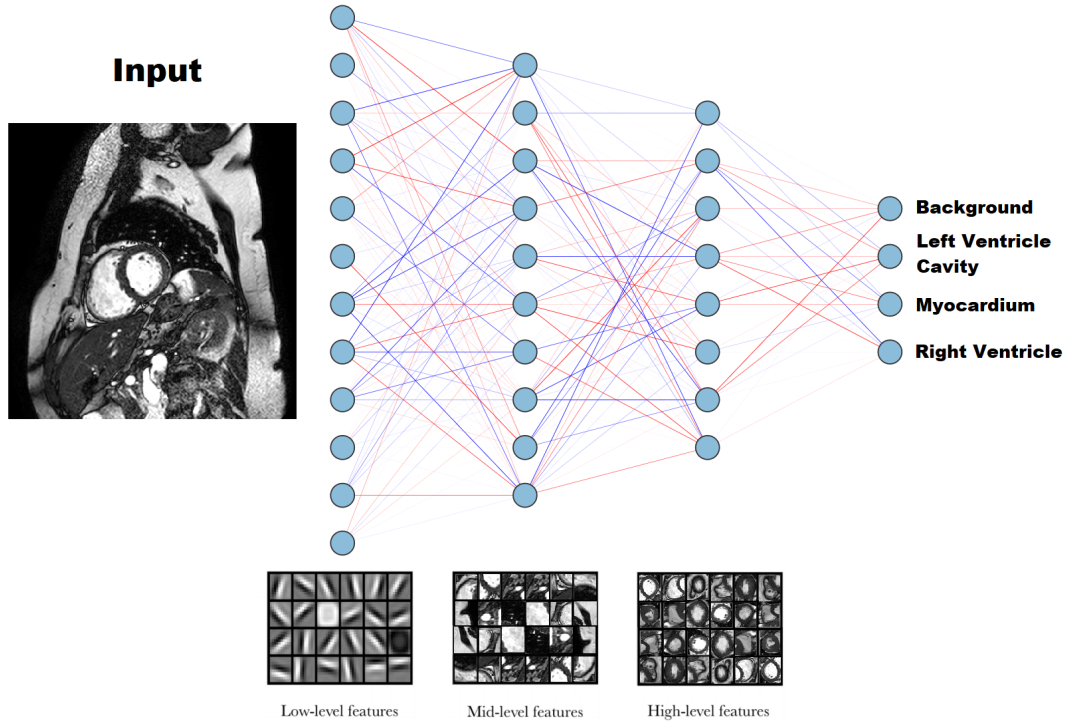 Input
Background
Left Ventricle
Cavity
Myocardium
Right Ventricle
Low-level features
Mid-level features
High-level features